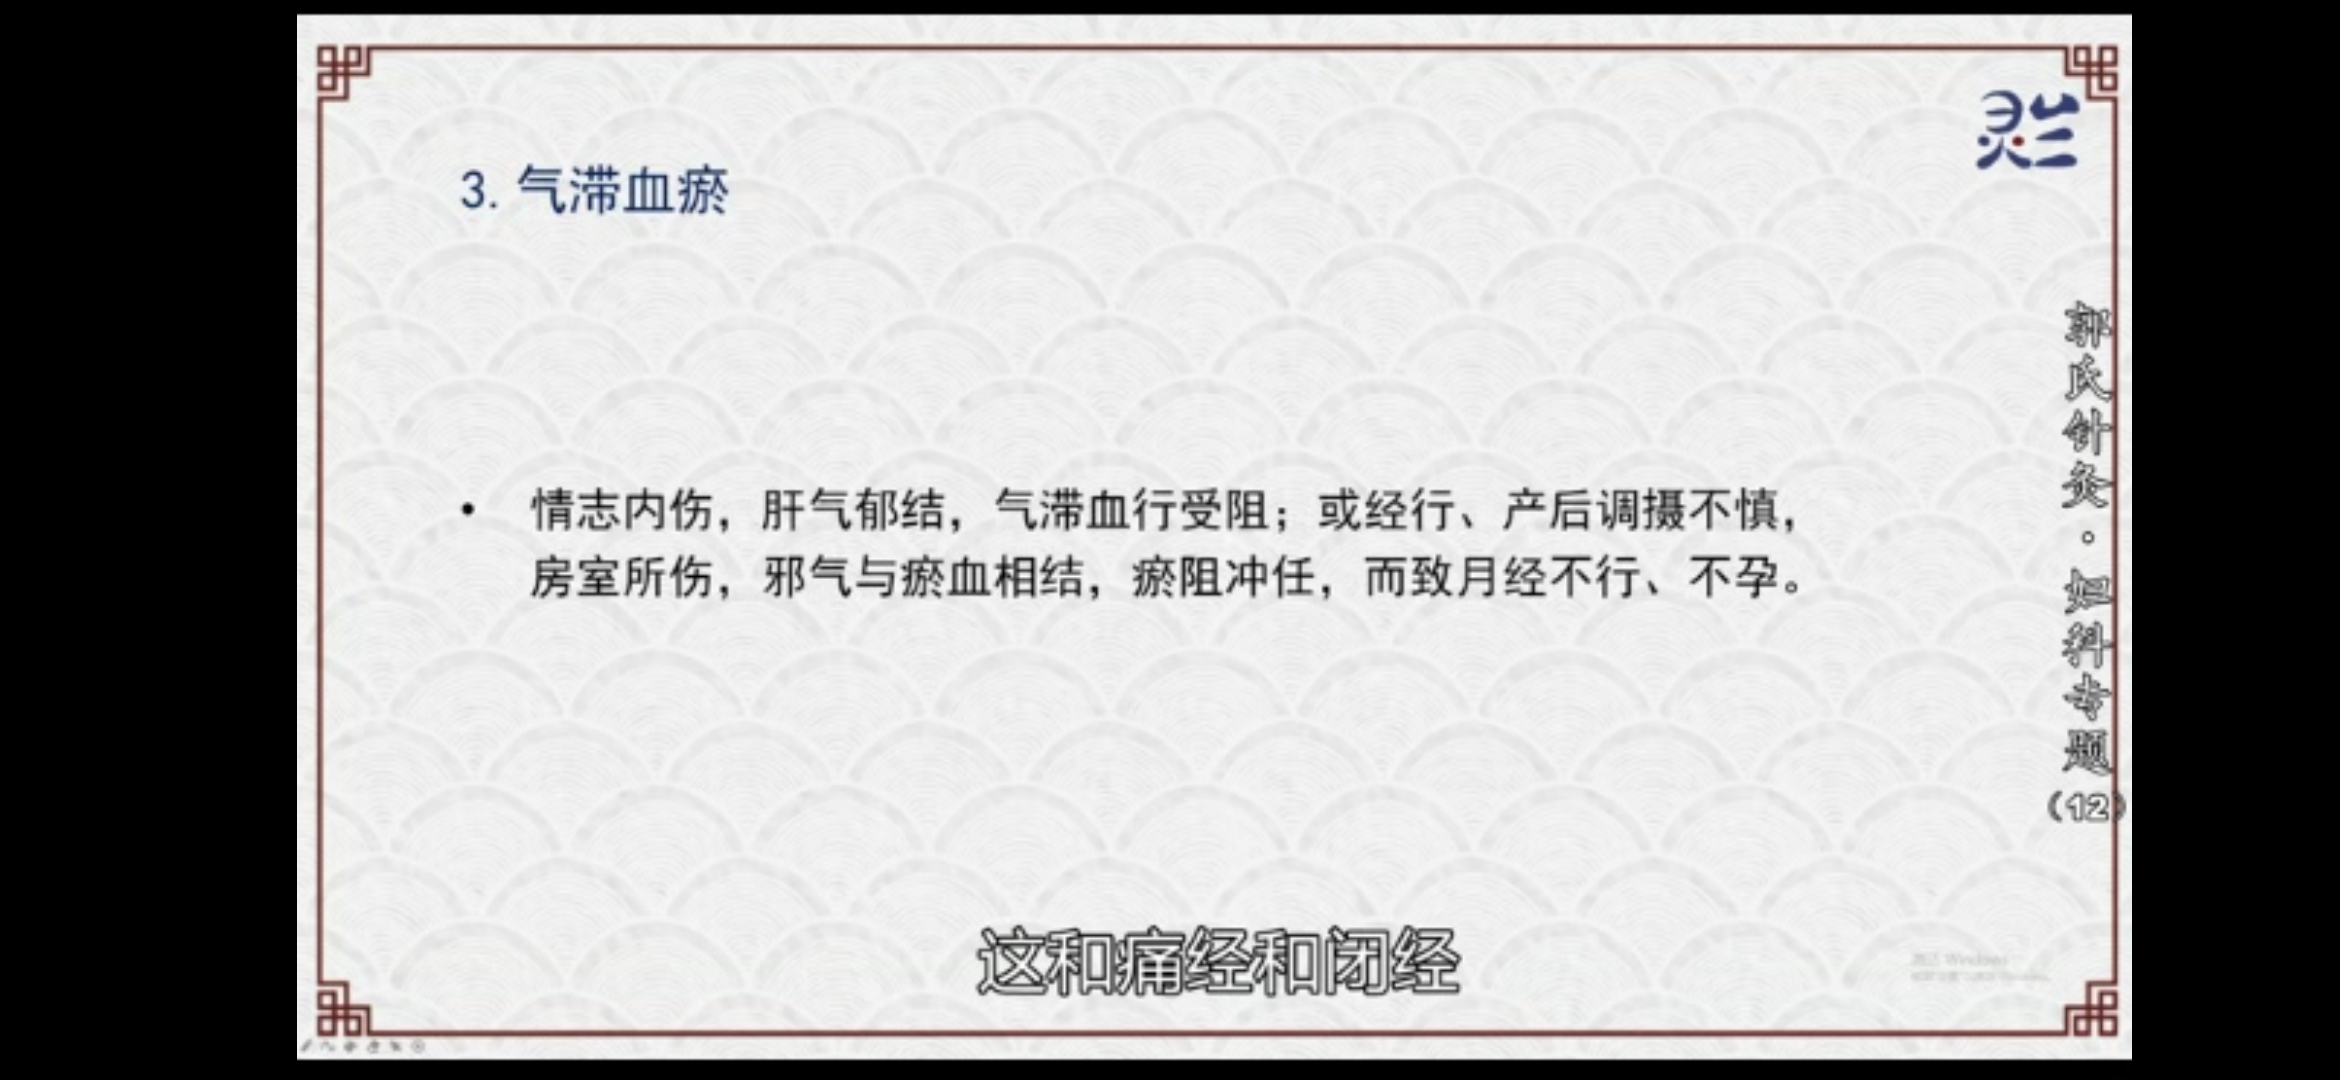 灵兰
3. 气滞血瘀
• 情志内伤，肝气郁结，气滞血行受阻；或经行、产后调摄不慎，
房室所伤，邪气与瘀血相结，瘀阻冲任，而致月经不行、不孕。
郭氏针灸·妇科专题(12)
这和痛经和闭经
激活 Windows